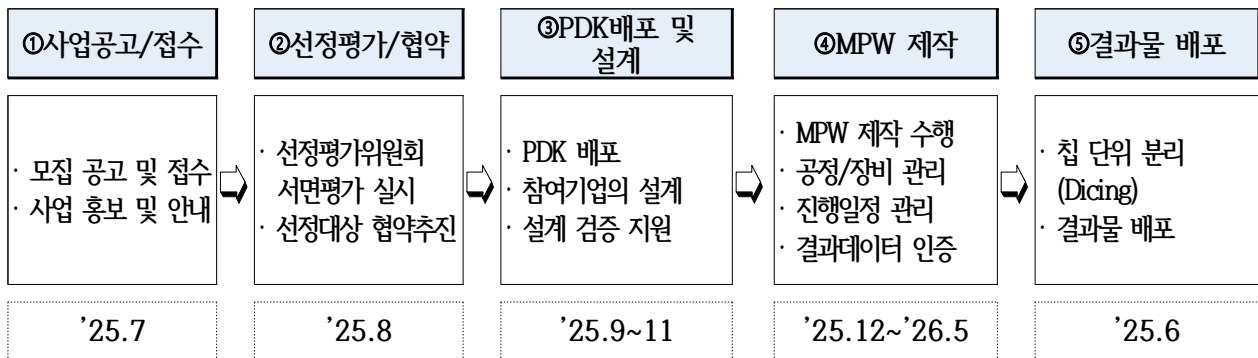 ①사업공고/접수
· 모집 공고 및 접수
· 사업 홍보 및 안내
’25.7
②선정평가/협약
· 선정평가위원회
서면평가 실시
· 선정대상 협약추진
’25.8
③PDK배포 및
설계
· PDK 배포
· 참여기업의 설계
· 설계 검증 지원
’25.9~11
④MPW 제작
· MPW 제작 수행
· 공정/장비 관리
· 진행일정 관리
· 결과데이터 인증
’25.12~’26.5
⑤결과물 배포
· 칩 단위 분리
(Dicing)
· 결과물 배포
’25.6